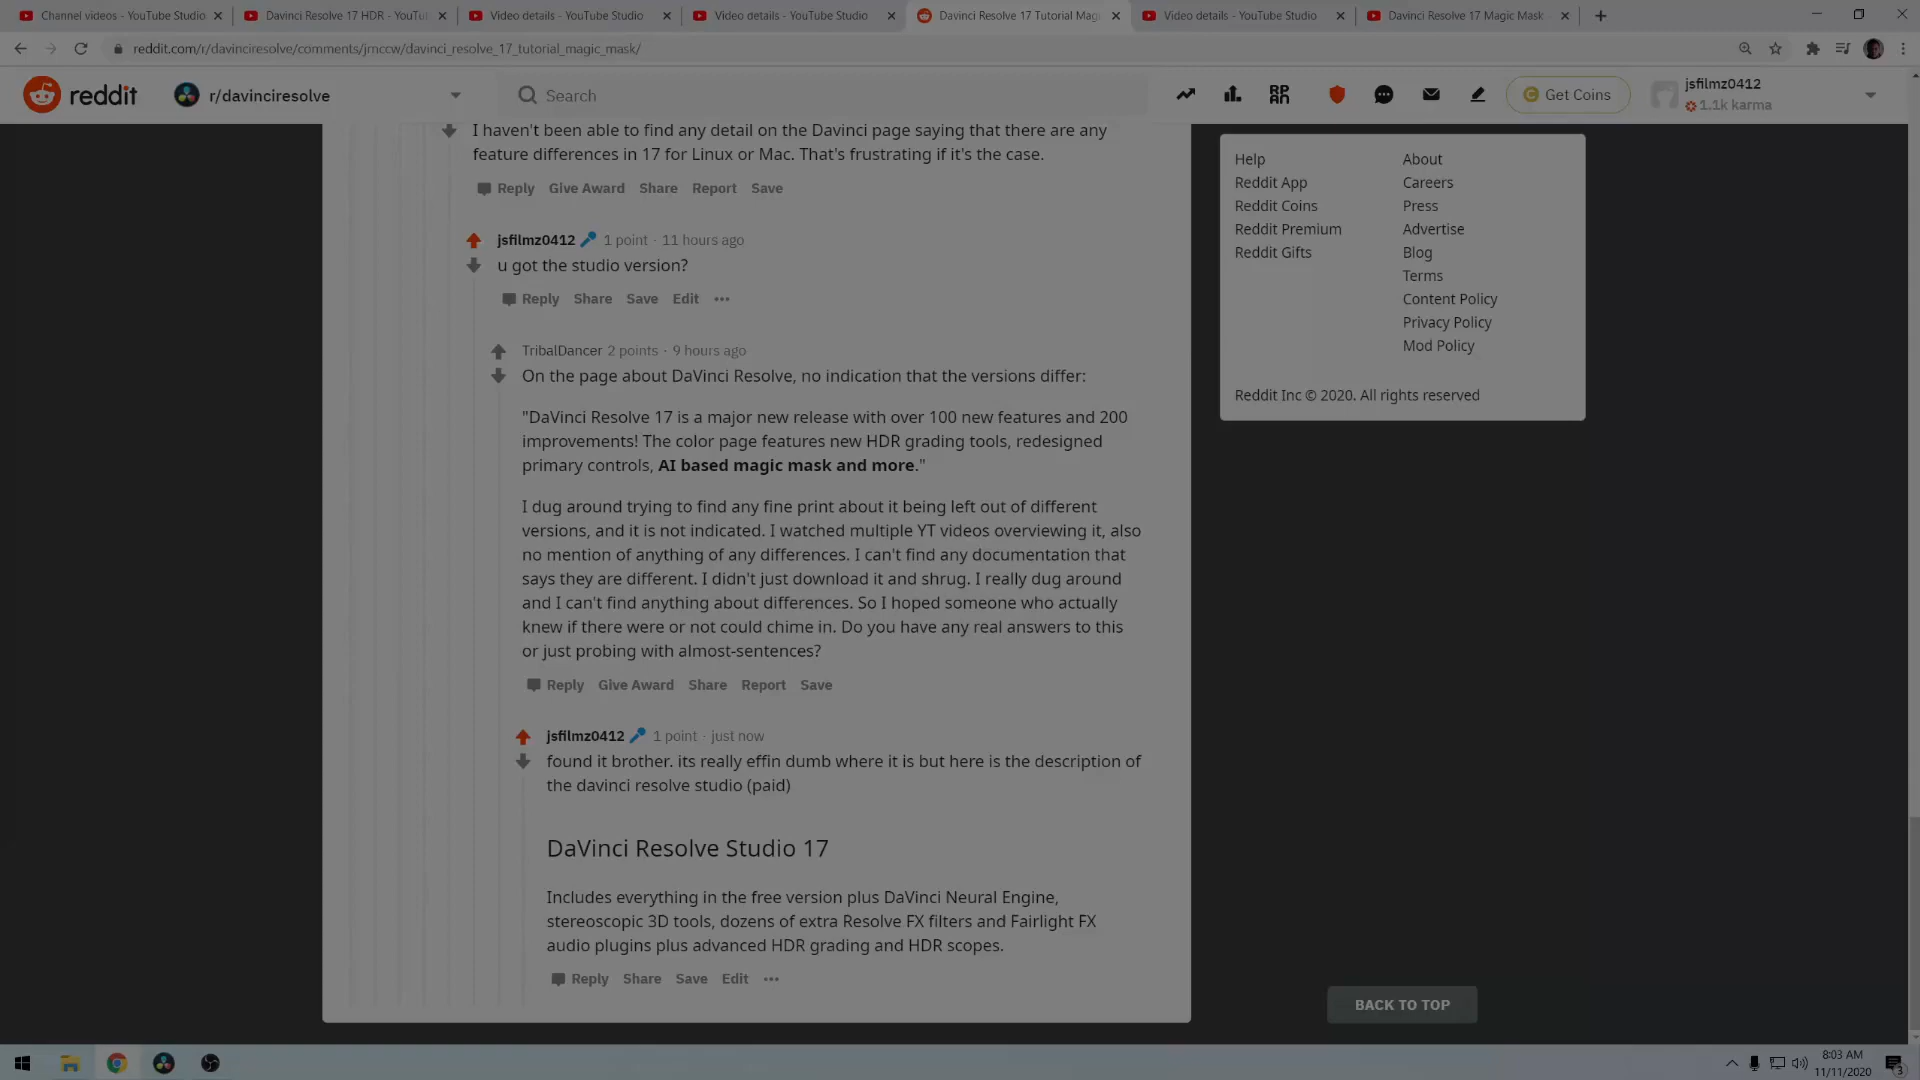 Channel videos - YouTube Studio
Davinci Resolve 17 HDR - YouTu
Video details - YouTube Studio
Video details - YouTube Studio
Davinci Resolve 17 Tutorial Mag
Video details - YouTube Studio
Davinci Resolve 17 Magic Mask -
reddit.com/r/davinciresolve/comments/jrnccw/davinci_resolve_17_tutorial_magic_mask/
reddit
r/davinciresolve
Search
Get Coins
jsfilmz0412
1.1k karma
I haven't been able to find any detail on the Davinci page saying that there are any
feature differences in 17 for Linux or Mac. That's frustrating if it's the case.
Reply Give Award Share Report Save
jsfilmz0412 1 point · 11 hours ago
u got the studio version?
Reply Share Save Edit
TribalDancer 2 points · 9 hours ago
On the page about DaVinci Resolve, no indication that the versions differ:
"DaVinci Resolve 17 is a major new release with over 100 new features and 200
improvements! The color page features new HDR grading tools, redesigned
primary controls, AI based magic mask and more."
I dug around trying to find any fine print about it being left out of different
versions, and it is not indicated. I watched multiple YT videos overviewing it, also
no mention of anything of any differences. I can't find any documentation that
says they are different. I didn't just download it and shrug. I really dug around
and I can't find anything about differences. So I hoped someone who actually
knew if there were or not could chime in. Do you have any real answers to this
or just probing with almost-sentences?
Reply Give Award Share Report Save
jsfilmz0412 1 point · just now
found it brother. its really effin dumb where it is but here is the description of
the davinci resolve studio (paid)
DaVinci Resolve Studio 17
Includes everything in the free version plus DaVinci Neural Engine,
stereoscopic 3D tools, dozens of extra Resolve FX filters and Fairlight FX
audio plugins plus advanced HDR grading and HDR scopes.
Reply Share Save Edit
Help About
Reddit App Careers
Reddit Coins Press
Reddit Premium Advertise
Reddit Gifts Blog
Terms
Content Policy
Privacy Policy
Mod Policy
Reddit Inc © 2020. All rights reserved
BACK TO TOP
8:03 AM
11/11/2020
3